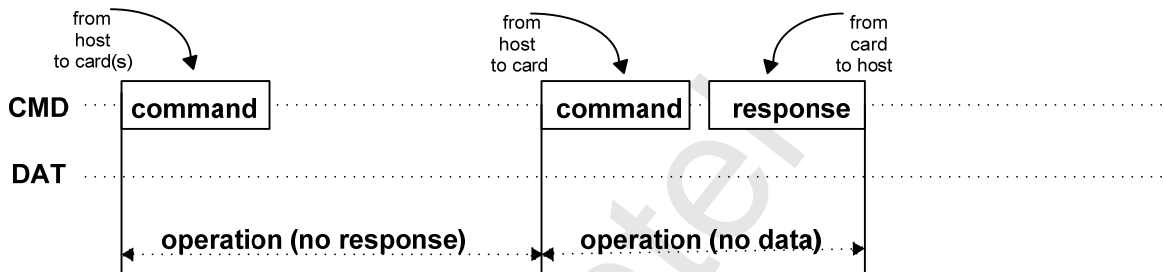 from
host
to card(s)
from
host
to card
from
card
to host
CMD
command
command
response
DAT
operation (no response)
operation (no data)